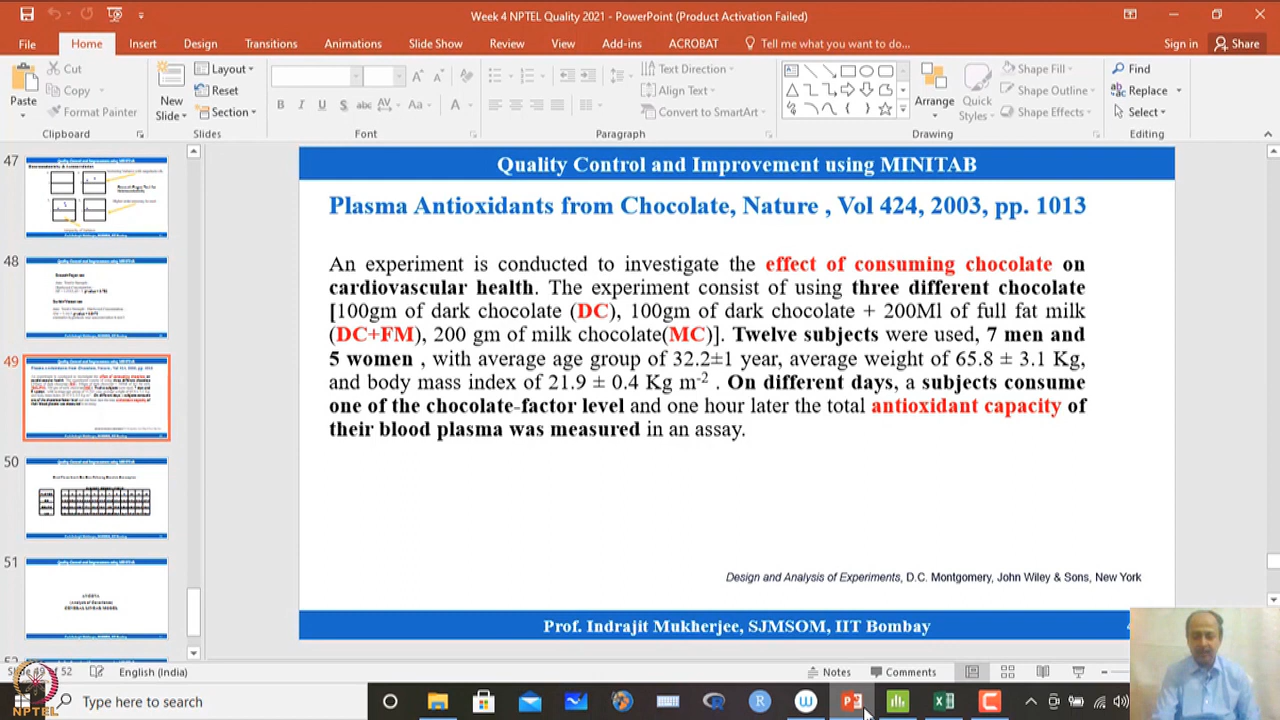 Week 4 NPTEL Quality 2021 - PowerPoint (Product Activation Failed)
File Home Insert Design Transitions Animations Slide Show Review View Add-ins ACROBAT Tell me what you want to do... Sign in Share
Cut
Copy
Format Painter
Paste
Clipboard
New
Slide
Layout
Reset
Section
Slides
Font
Text Direction
Align Text
Convert to SmartArt
Paragraph
Arrange
Quick
Styles
Shape Fill
Shape Outline
Shape Effects
Drawing
Find
Replace
Select
Editing
47
48
49
50
51
Quality Control and Improvement using MINITAB
Plasma Antioxidants from Chocolate, Nature , Vol 424, 2003, pp. 1013
An experiment is conducted to investigate the effect of consuming chocolate on
cardiovascular health. The experiment consist of using three different chocolate
[100gm of dark chocolate (DC), 100gm of dark chocolate + 200Ml of full fat milk
(DC+FM), 200 gm of milk chocolate(MC)]. Twelve subjects were used, 7 men and
5 women , with average age group of 32.2±1 year, average weight of 65.8 ± 3.1 Kg,
and body mass index of 21.9 ± 0.4 Kg m-2 . On different days, a subjects consume
one of the chocolate-factor level and one hour later the total antioxidant capacity of
their blood plasma was measured in an assay.
Design and Analysis of Experiments, D.C. Montgomery, John Wiley & Sons, New York
Prof. Indrajit Mukherjee, SJMSOM, IIT Bombay
Slide 49 of 52 English (India) Notes Comments
NPTEL
Type here to search